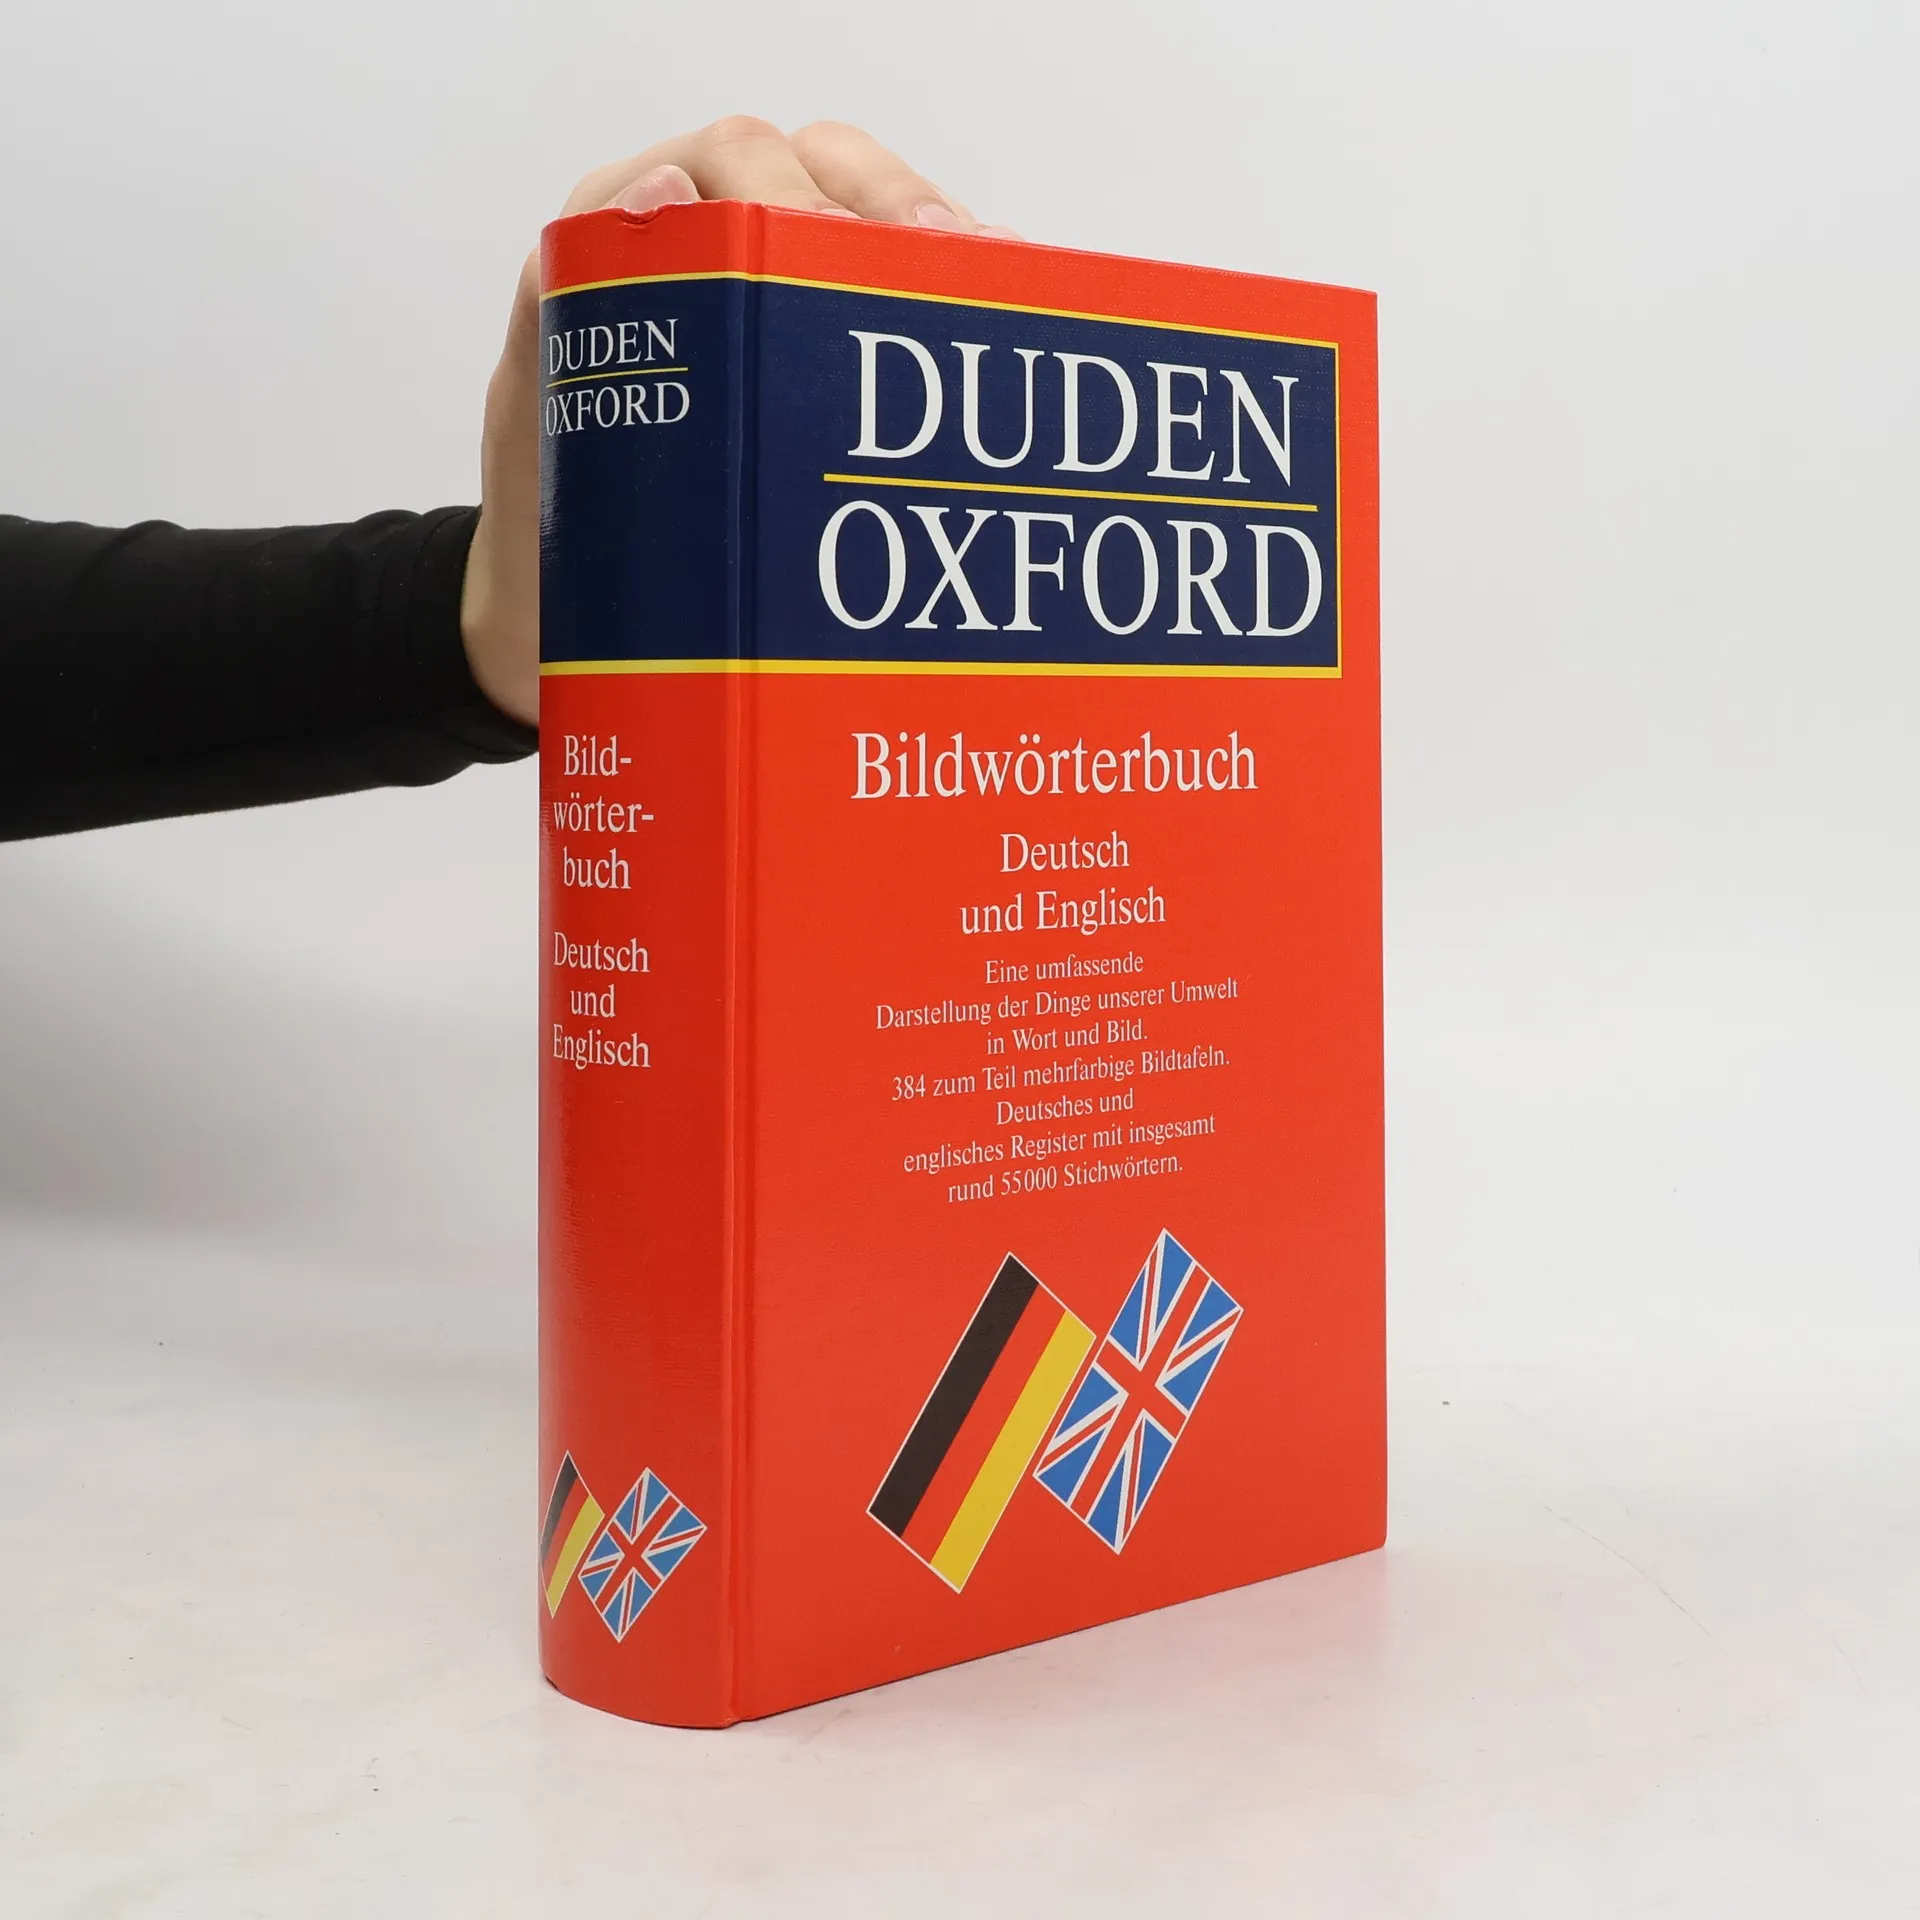 DUDEN
OXFORD
Bild-
wörter-
buch
Deutsch
und
Englisch
DUDEN
OXFORD
Bildwörterbuch
Deutsch
und Englisch
Eine umfassende
Darstellung der Dinge unserer Umwelt
in Wort und Bild.
384 zum Teil mehrfarbige Bildtafeln.
Deutsches und
englisches Register mit insgesamt
rund 55000 Stichwörtern.